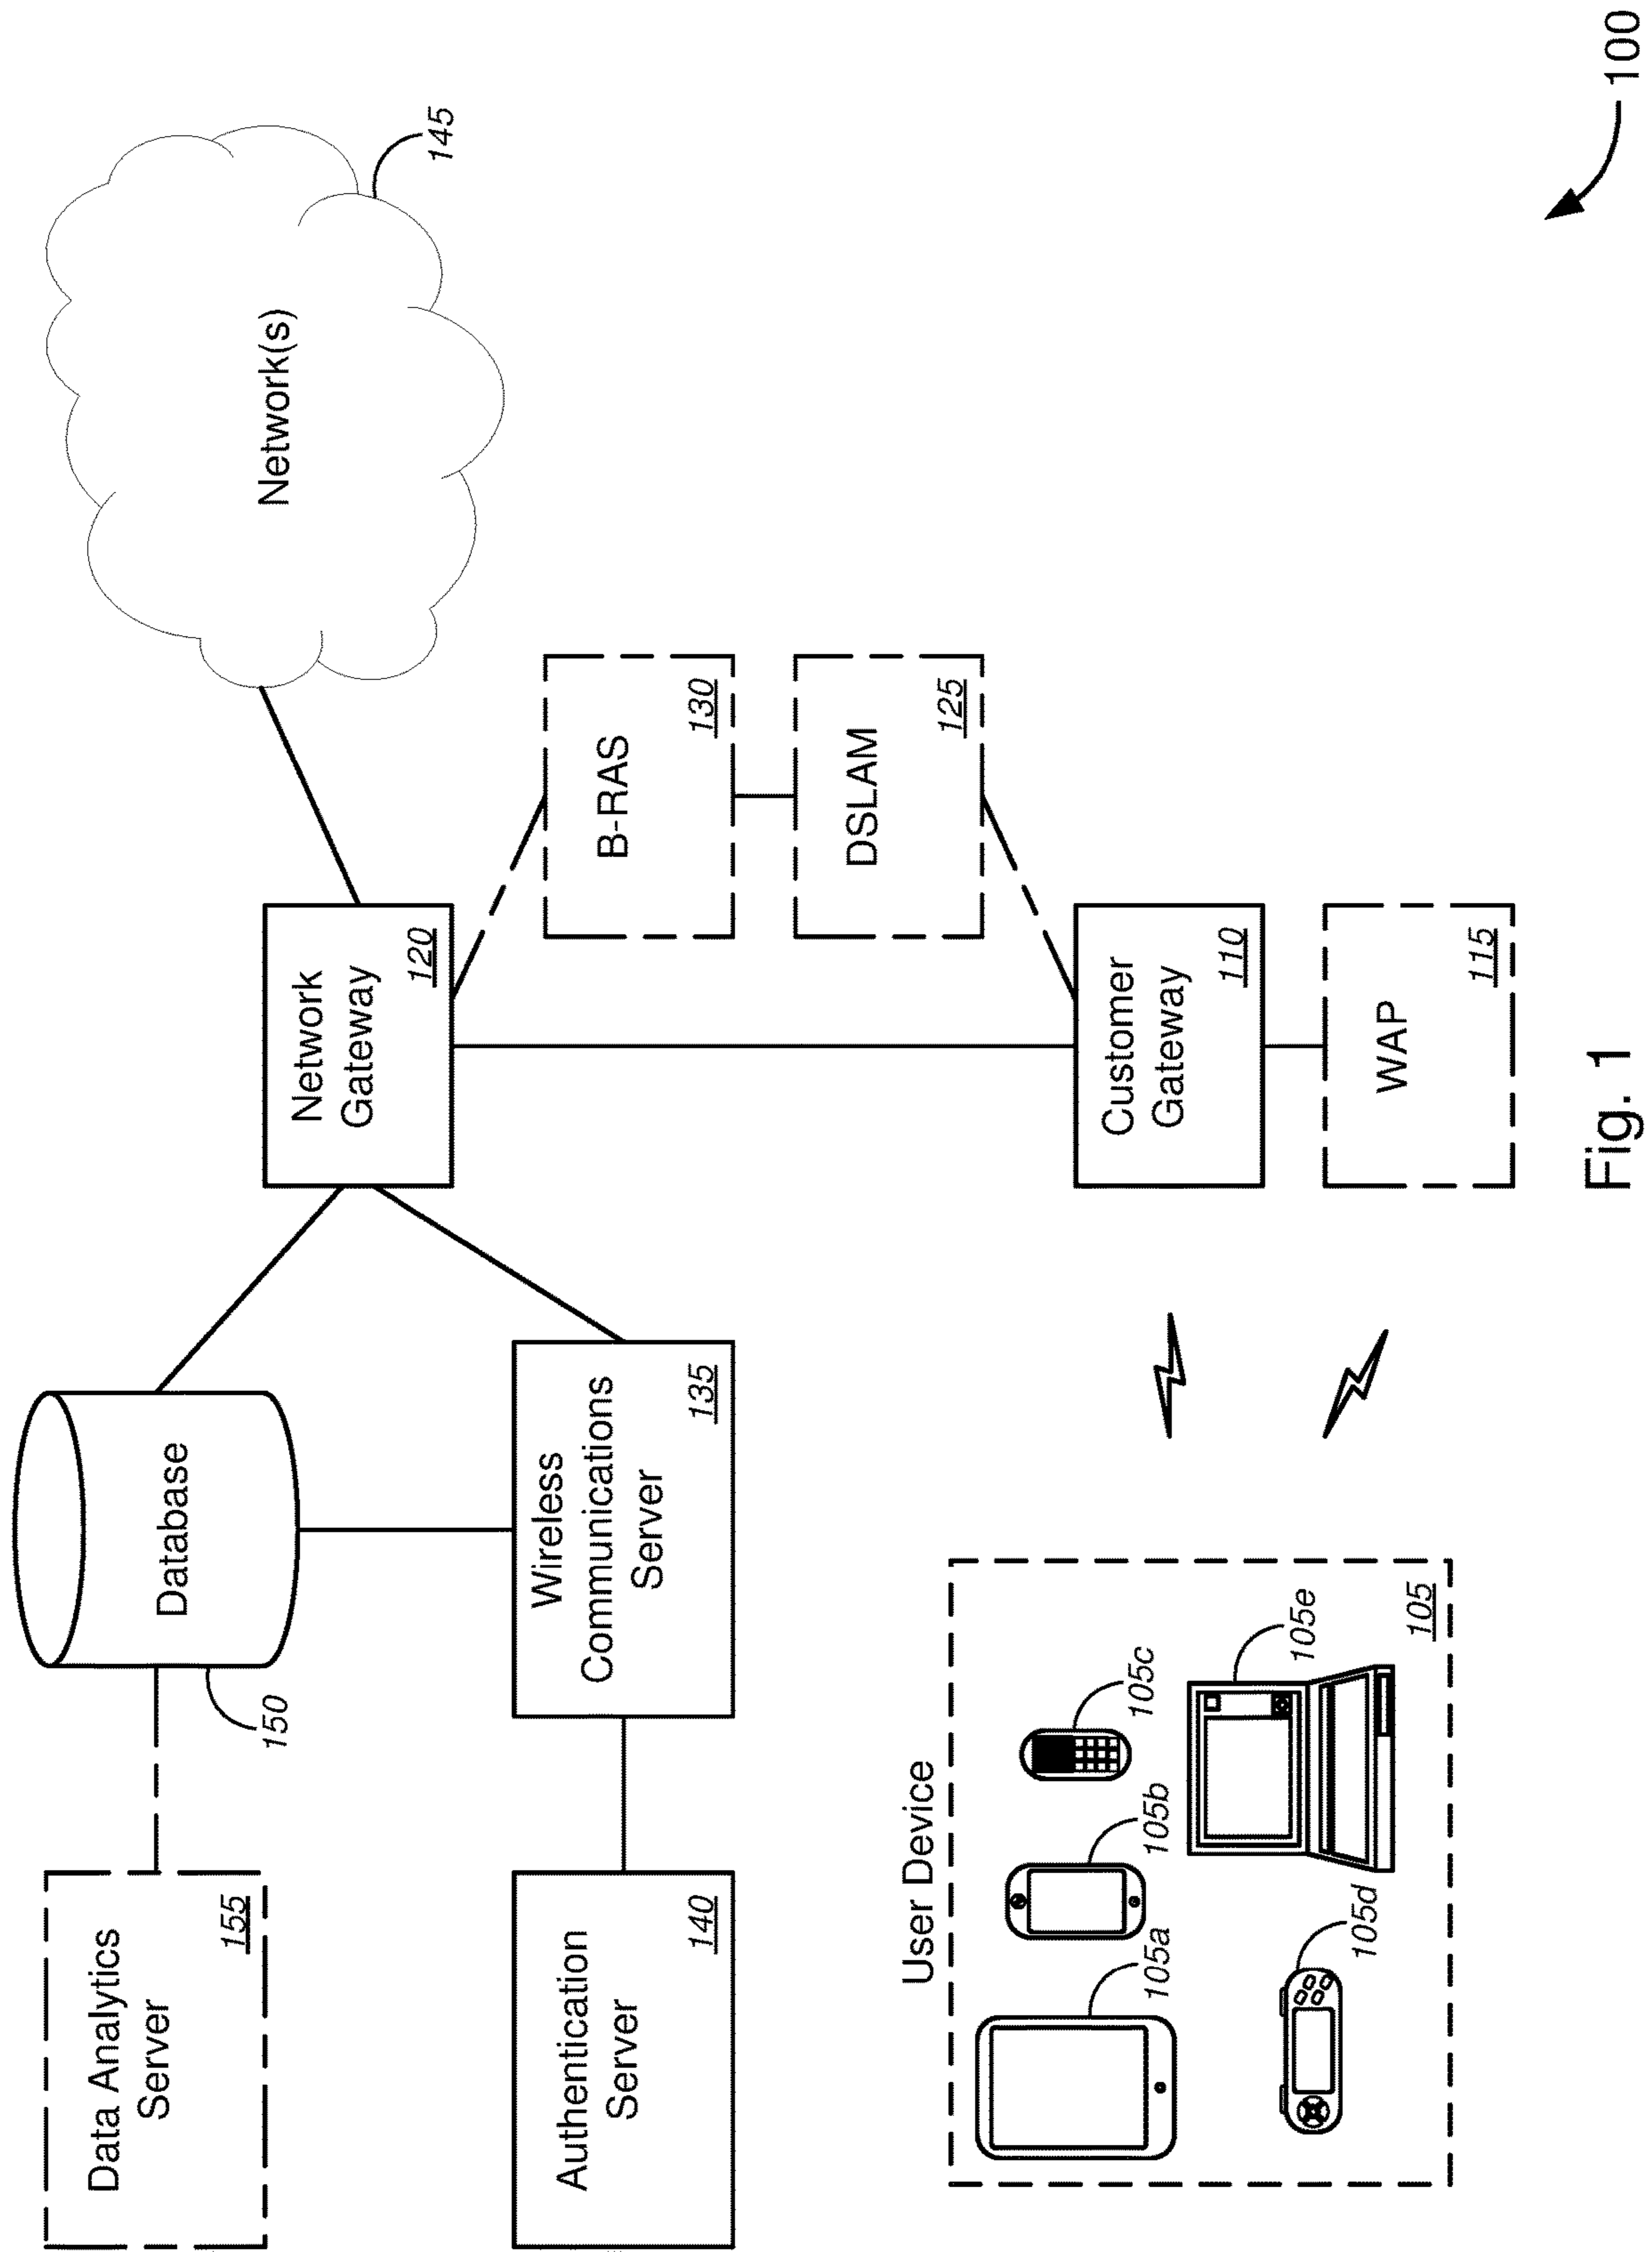 Data Analytics
Server
155
Database
150
Network(s)
145
Authentication
Server
140
Wireless
Communications
Server
135
Network
Gateway
120
B-RAS
130
DSLAM
125
User Device
105a
105b
105c
105d
105e
105
Customer
Gateway
110
WAP
115
100
Fig. 1